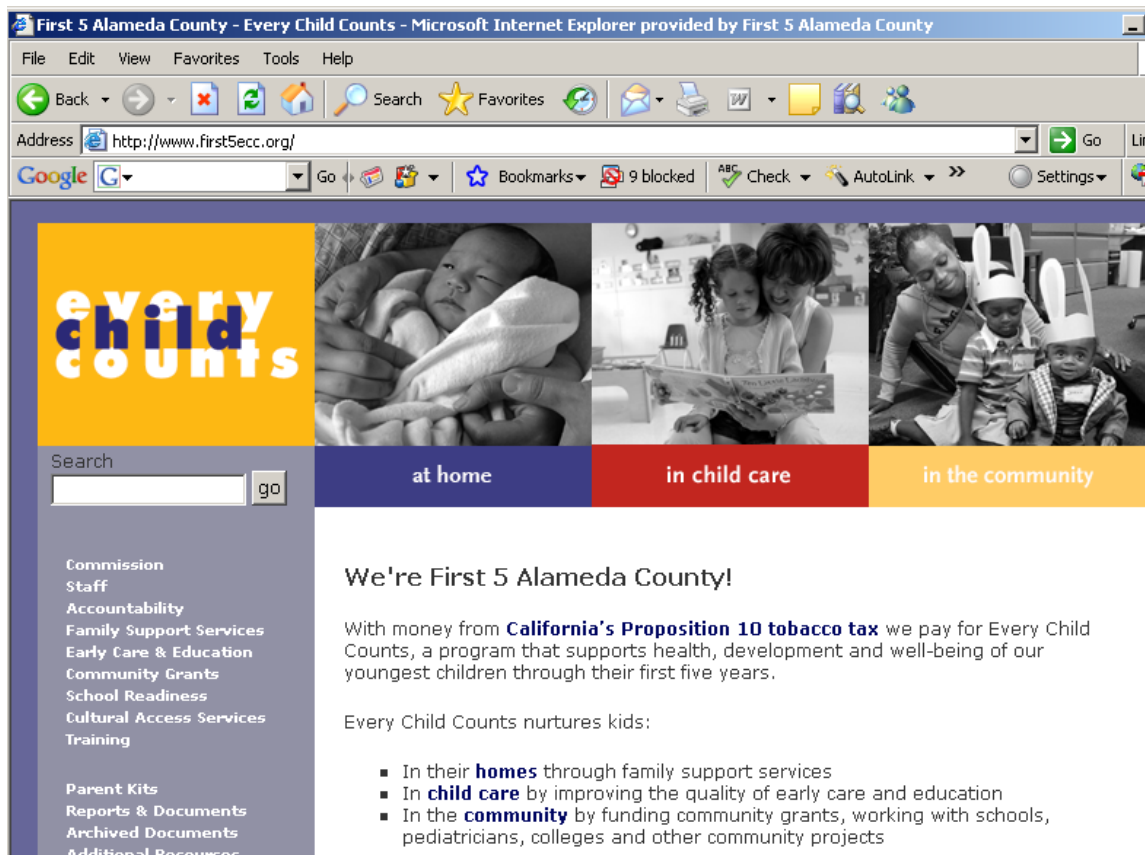 First 5 Alameda County - Every Child Counts - Microsoft Internet Explorer provided by First 5 Alameda County
File Edit View Favorites Tools Help
Back Search Favorites
Address http://www.first5ecc.org/ Go
Google G Go Bookmarks 9 blocked ABC Check AutoLink » Settings
every
child
counts
Search
go
at home in child care in the community
Commission
Staff
Accountability
Family Support Services
Early Care & Education
Community Grants
School Readiness
Cultural Access Services
Training
Parent Kits
Reports & Documents
Archived Documents
Additional Resources
We're First 5 Alameda County!
With money from California's Proposition 10 tobacco tax we pay for Every Child
Counts, a program that supports health, development and well-being of our
youngest children through their first five years.
Every Child Counts nurtures kids:
In their homes through family support services
In child care by improving the quality of early care and education
In the community by funding community grants, working with schools,
pediatricians, colleges and other community projects